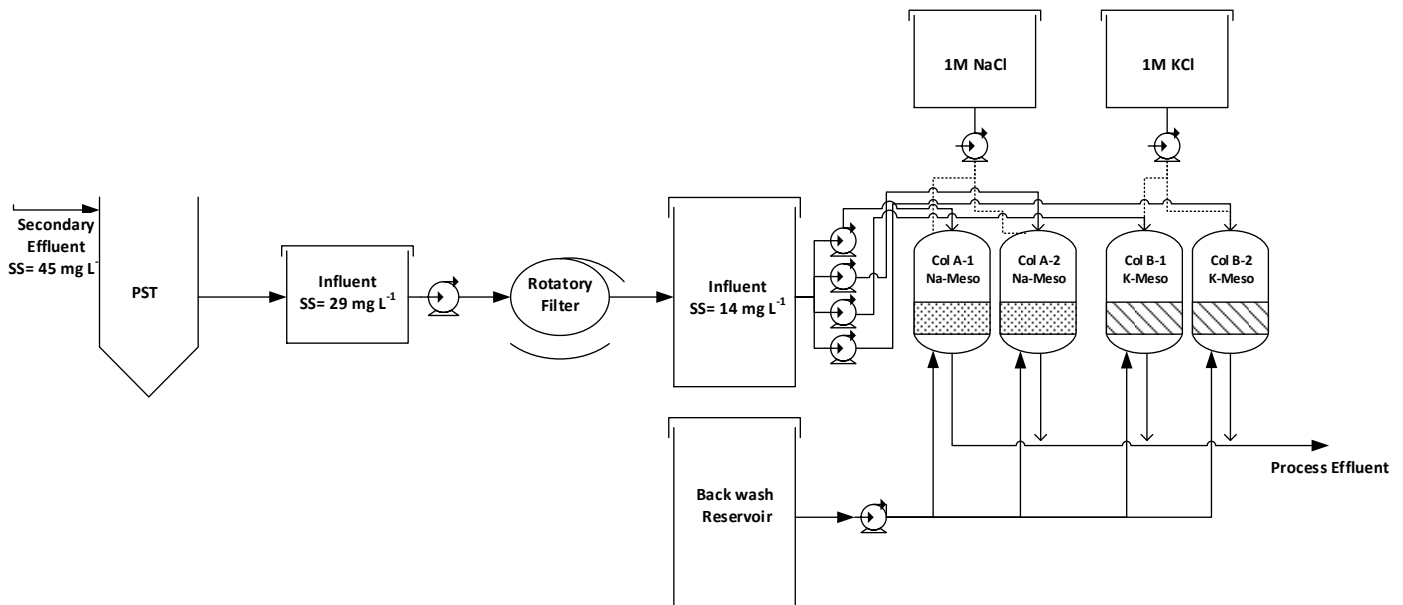 1M NaCl
1M KCl
Secondary
Effluent
SS= 45 mg L-
PST
Influent
SS= 29 mg L-1
Rotatory
Filter
Influent
SS= 14 mg L-1
Col A-1
Na-Meso
Col A-2
Na-Meso
Col B-1
K-Meso
Col B-2
K-Meso
Process Effluent
Back wash
Reservoir